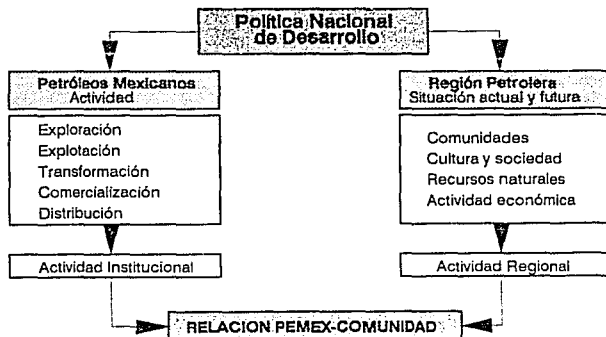 Política Nacional
de Desarrollo
Petróleos Mexicanos
Actividad
Exploración
Explotación
Transformación
Comercialización
Distribución
Actividad Institucional
Región Petrolera
Situación actual y futura
Comunidades
Cultura y sociedad
Recursos naturales
Actividad económica
Actividad Regional
RELACION PEMEX-COMUNIDAD